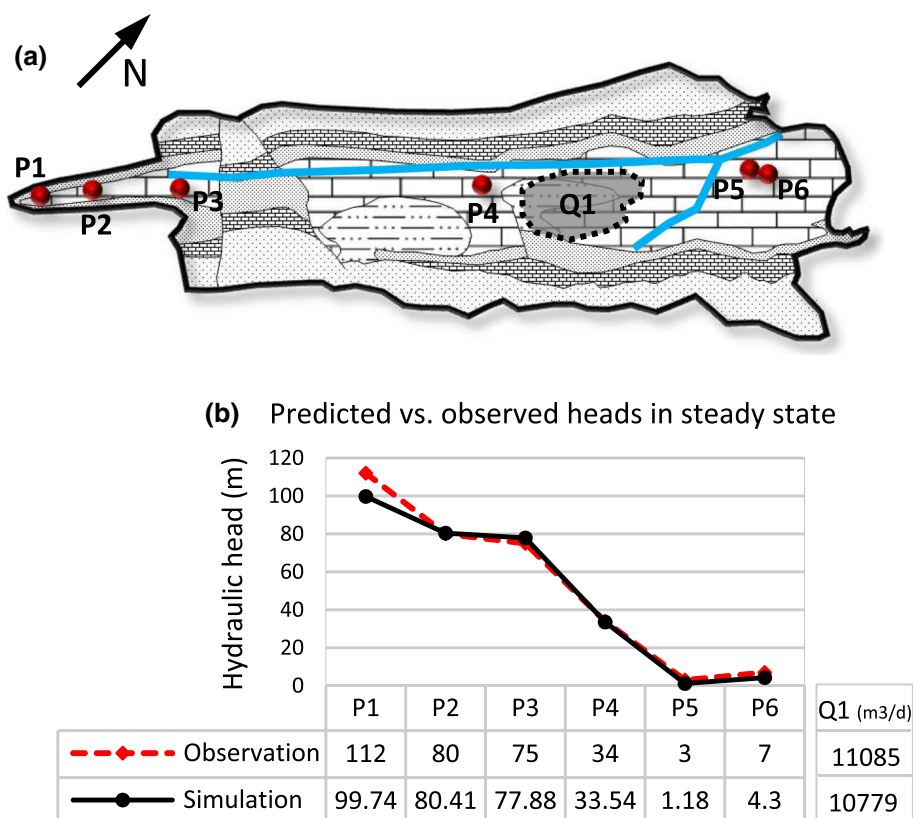 (a)
N
P1
P2
P3
P4
Q1
P5
P6
(b) Predicted vs. observed heads in steady state
Hydraulic head (m)
120
100
80
60
40
20
0
P1 P2 P3 P4 P5 P6 Q1 (m3/d)
Observation 112 80 75 34 3 7 11085
Simulation 99.74 80.41 77.88 33.54 1.18 4.3 10779